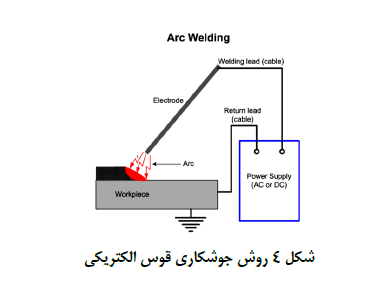 Arc Welding
Welding lead (cable)
Electrode
Return lead
(cable)
Arc
Power Supply
(AC or DC)
Workpiece
شکل ٤ روش جوشکاری قوس الکتریکی